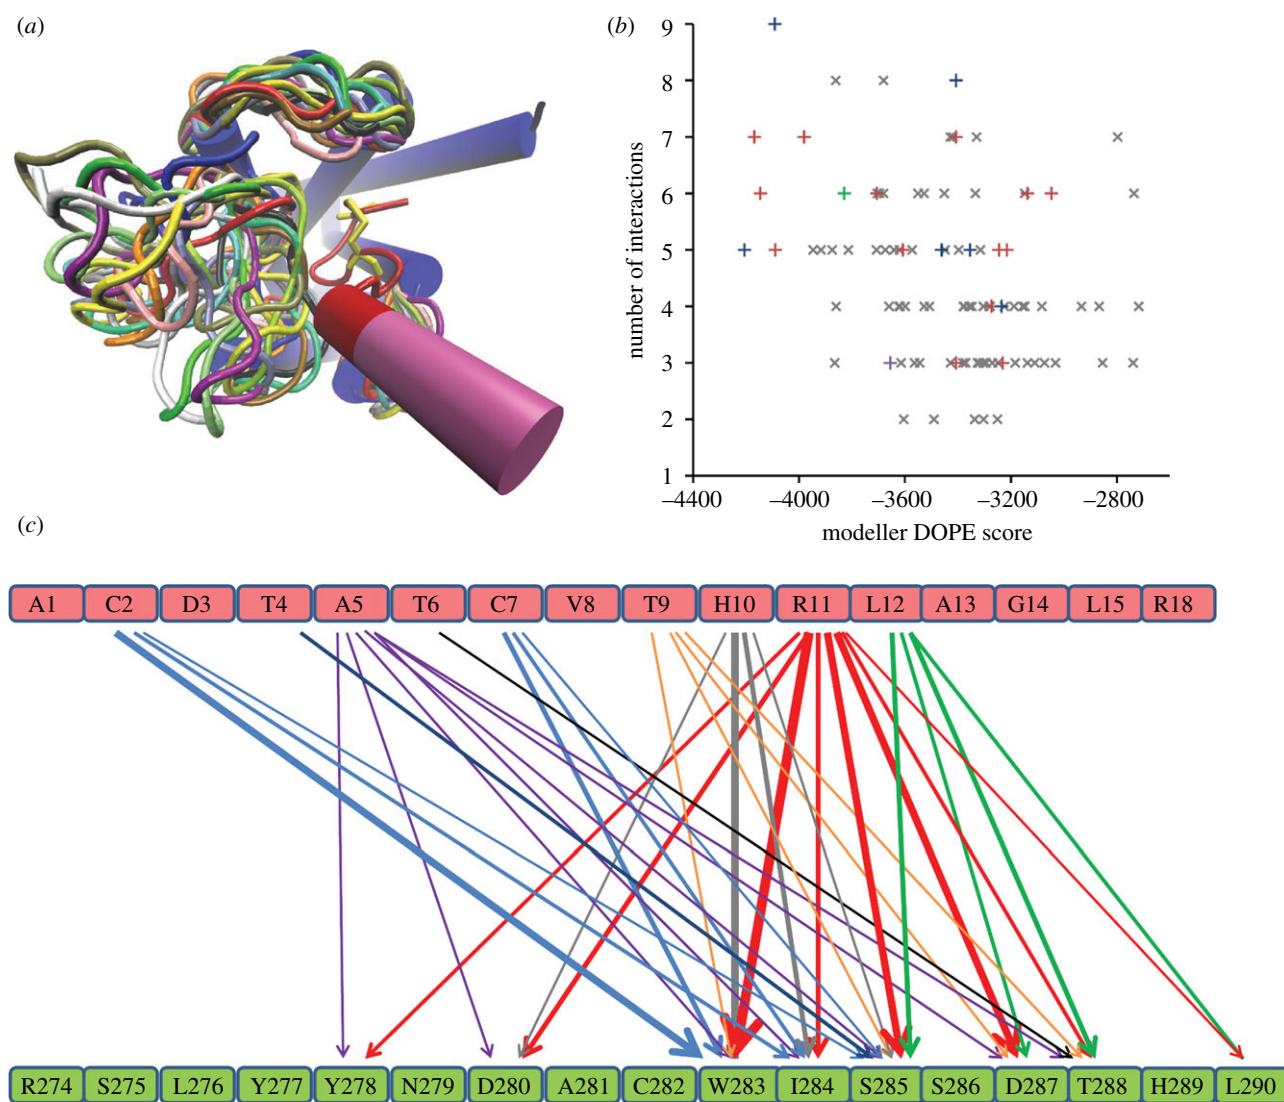 (a)
(b)
number of interactions
9
8
7
6
5
4
3
2
1
–4400 –4000 –3600 –3200 –2800
modeller DOPE score
(c)
A1 C2 D3 T4 A5 T6 C7 V8 T9 H10 R11 L12 A13 G14 L15 R18
R274 S275 L276 Y277 Y278 N279 D280 A281 C282 W283 I284 S285 S286 D287 T288 H289 L290